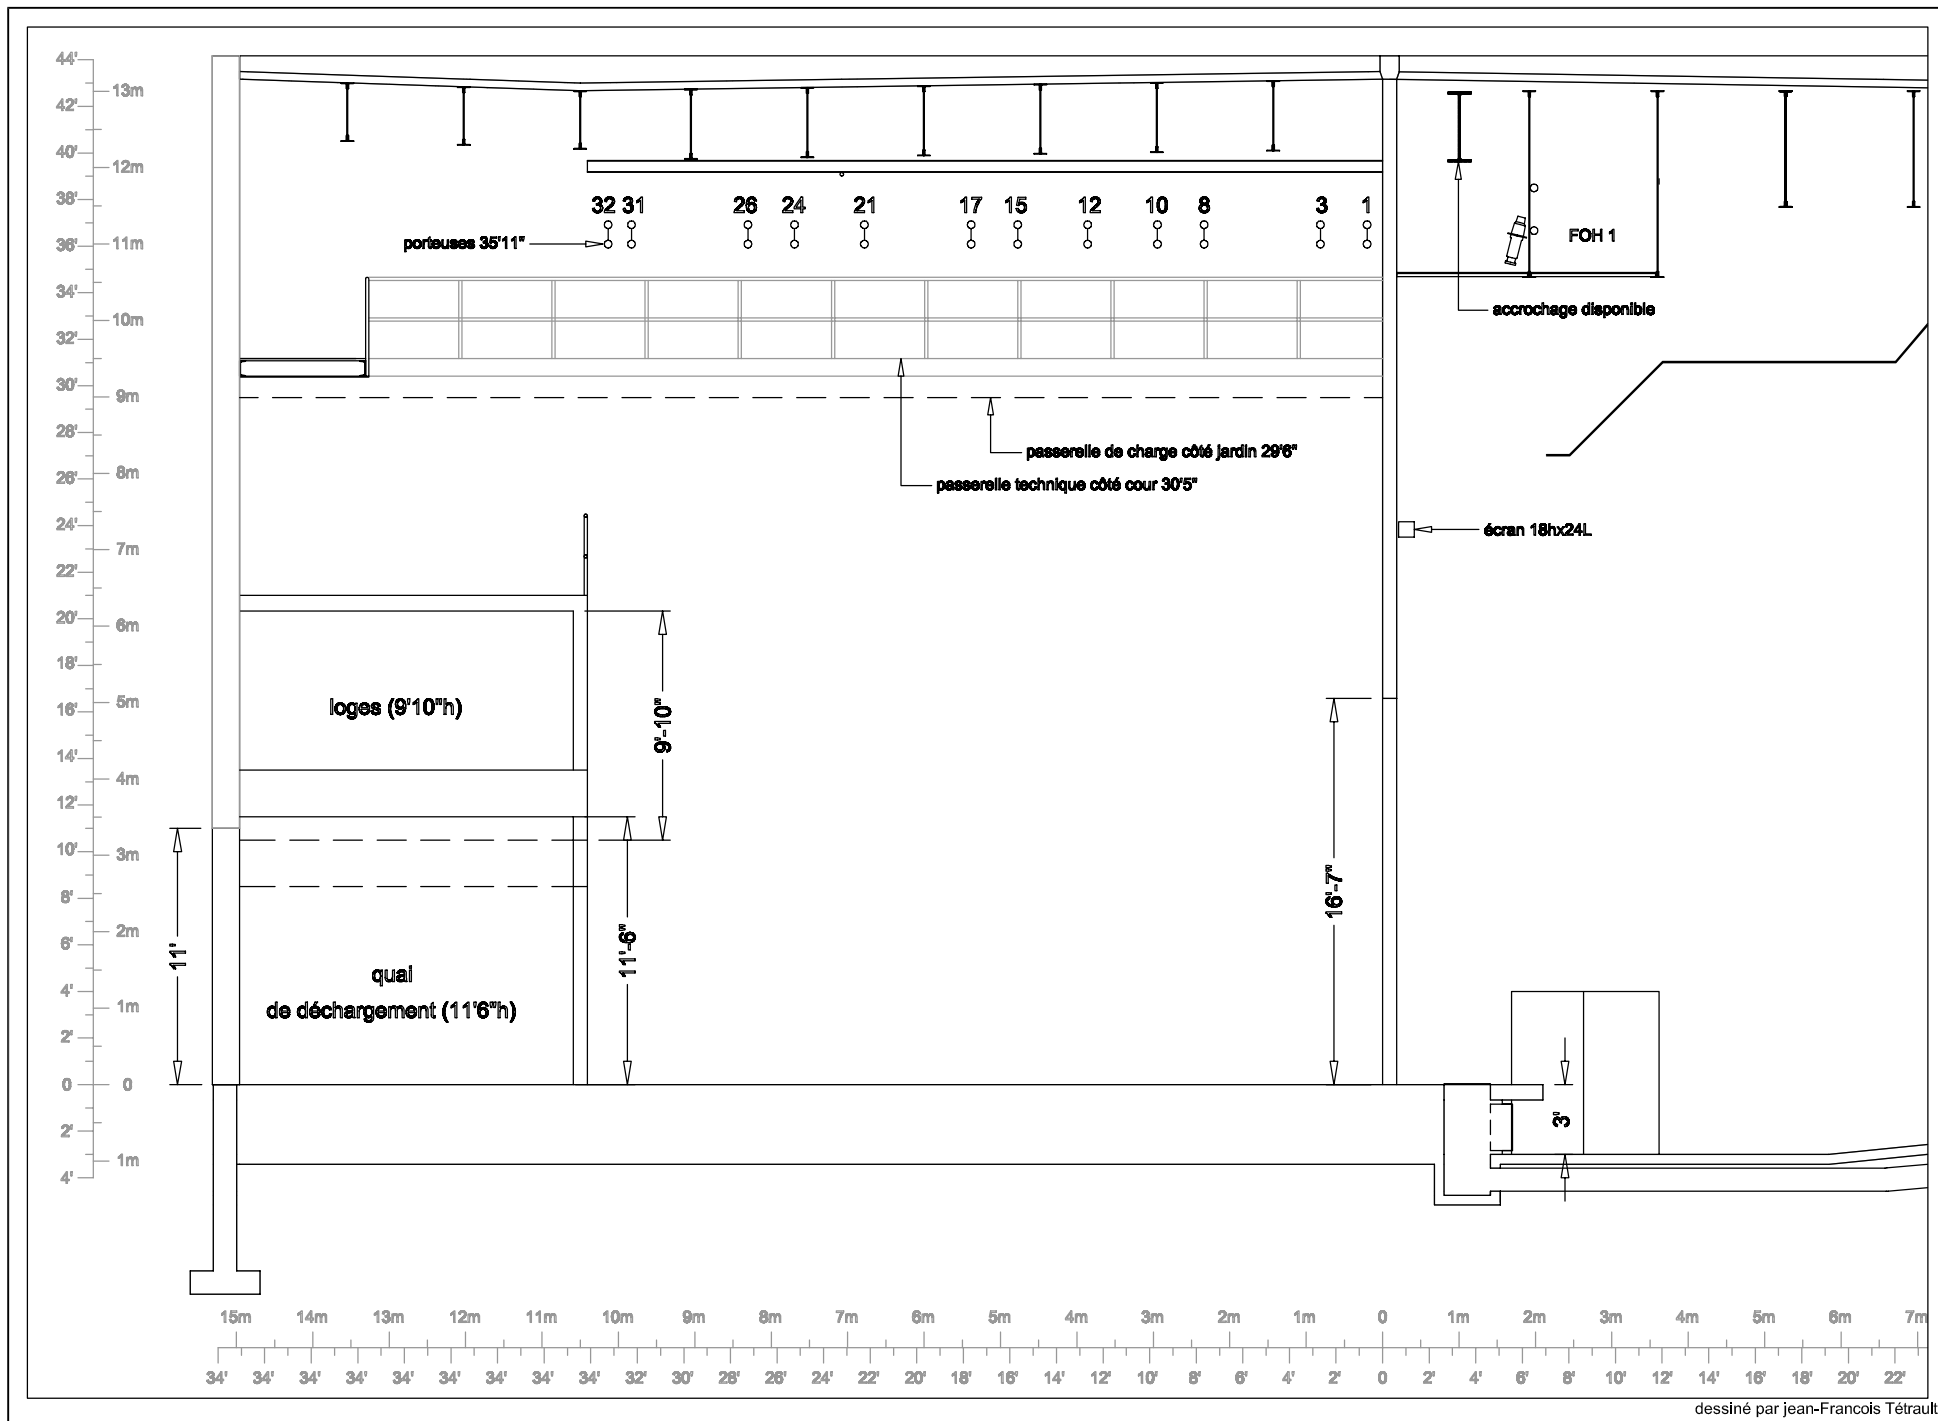 44'
42'
40'
38'
36'
34'
32'
30'
28'
26'
24'
22'
20'
18'
16'
14'
12'
10'
8'
6'
4'
2'
0
2'
4'
13m
12m
11m
10m
9m
8m
7m
6m
5m
4m
3m
2m
1m
0
1m
32 31 26 24 21 17 15 12 10 8 3 1
porteuses 35'11"
FOH 1
accrochage disponible
passerelle de charge côté jardin 29'6"
passerelle technique côté cour 30'5"
écran 18hx24L
loges (9'10"h)
9'-10"
16'-7"
11'
11'-6"
quai
de déchargement (11'6"h)
3'
15m 14m 13m 12m 11m 10m 9m 8m 7m 6m 5m 4m 3m 2m 1m 0 1m 2m 3m 4m 5m 6m 7m
34' 34' 34' 34' 34' 34' 34' 34' 34' 32' 30' 28' 26' 24' 22' 20' 18' 16' 14' 12' 10' 8' 6' 4' 2' 0 2' 4' 6' 8' 10' 12' 14' 16' 18' 20' 22'
dessiné par jean-Francois Tétrault